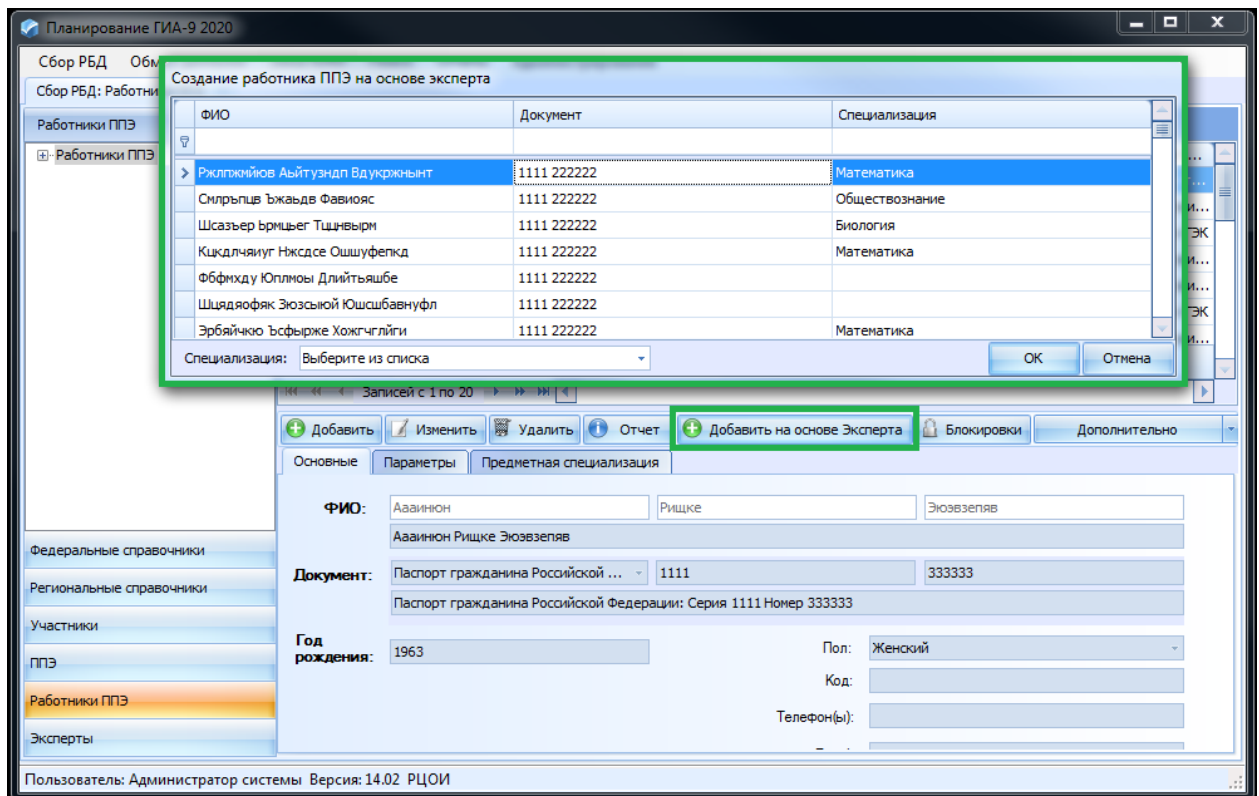 Планирование ГИА-9 2020
Сбор РБД
Сбор РБД: Работни
Создание работника ППЭ на основе эксперта
ФИО Документ Специализация
Ржлпжмйюв Аьйтузндп Вдукржнынт 1111 222222 Математика
Смлръпцв Ъжаьдв Фавиояс 1111 222222 Обществознание
Шсазъер Ьрмцьег Тщцнвырм 1111 222222 Биология
Кцкдлчяиуг Нжсдсе Ошшуфепкд 1111 222222 Математика
Фбфмхду Юплмоы Длийтьяшбе 1111 222222
Шцядяофяк Зюзсыюй Юшсшбавнуфл 1111 222222
Эрбяйчкю Ъсфырже Хожгчглйги 1111 222222 Математика
Специализация: Выберите из списка
ОК Отмена
Работники ППЭ
Работники ППЭ
Записей с 1 по 20
Добавить Изменить Удалить Отчет Добавить на основе Эксперта Блокировки Дополнительно
Основные Параметры Предметная специализация
ФИО: Аааинюн Рищке Эюэвзепяв
Аааинюн Рищке Эюэвзепяв
Документ: Паспорт гражданина Российской ... 1111 333333
Паспорт гражданина Российской Федерации: Серия 1111 Номер 333333
Год
рождения: 1963
Пол: Женский
Код:
Телефон(ы):
Федеральные справочники
Региональные справочники
Участники
ППЭ
Работники ППЭ
Эксперты
Пользователь: Администратор системы Версия: 14.02 РЦОИ